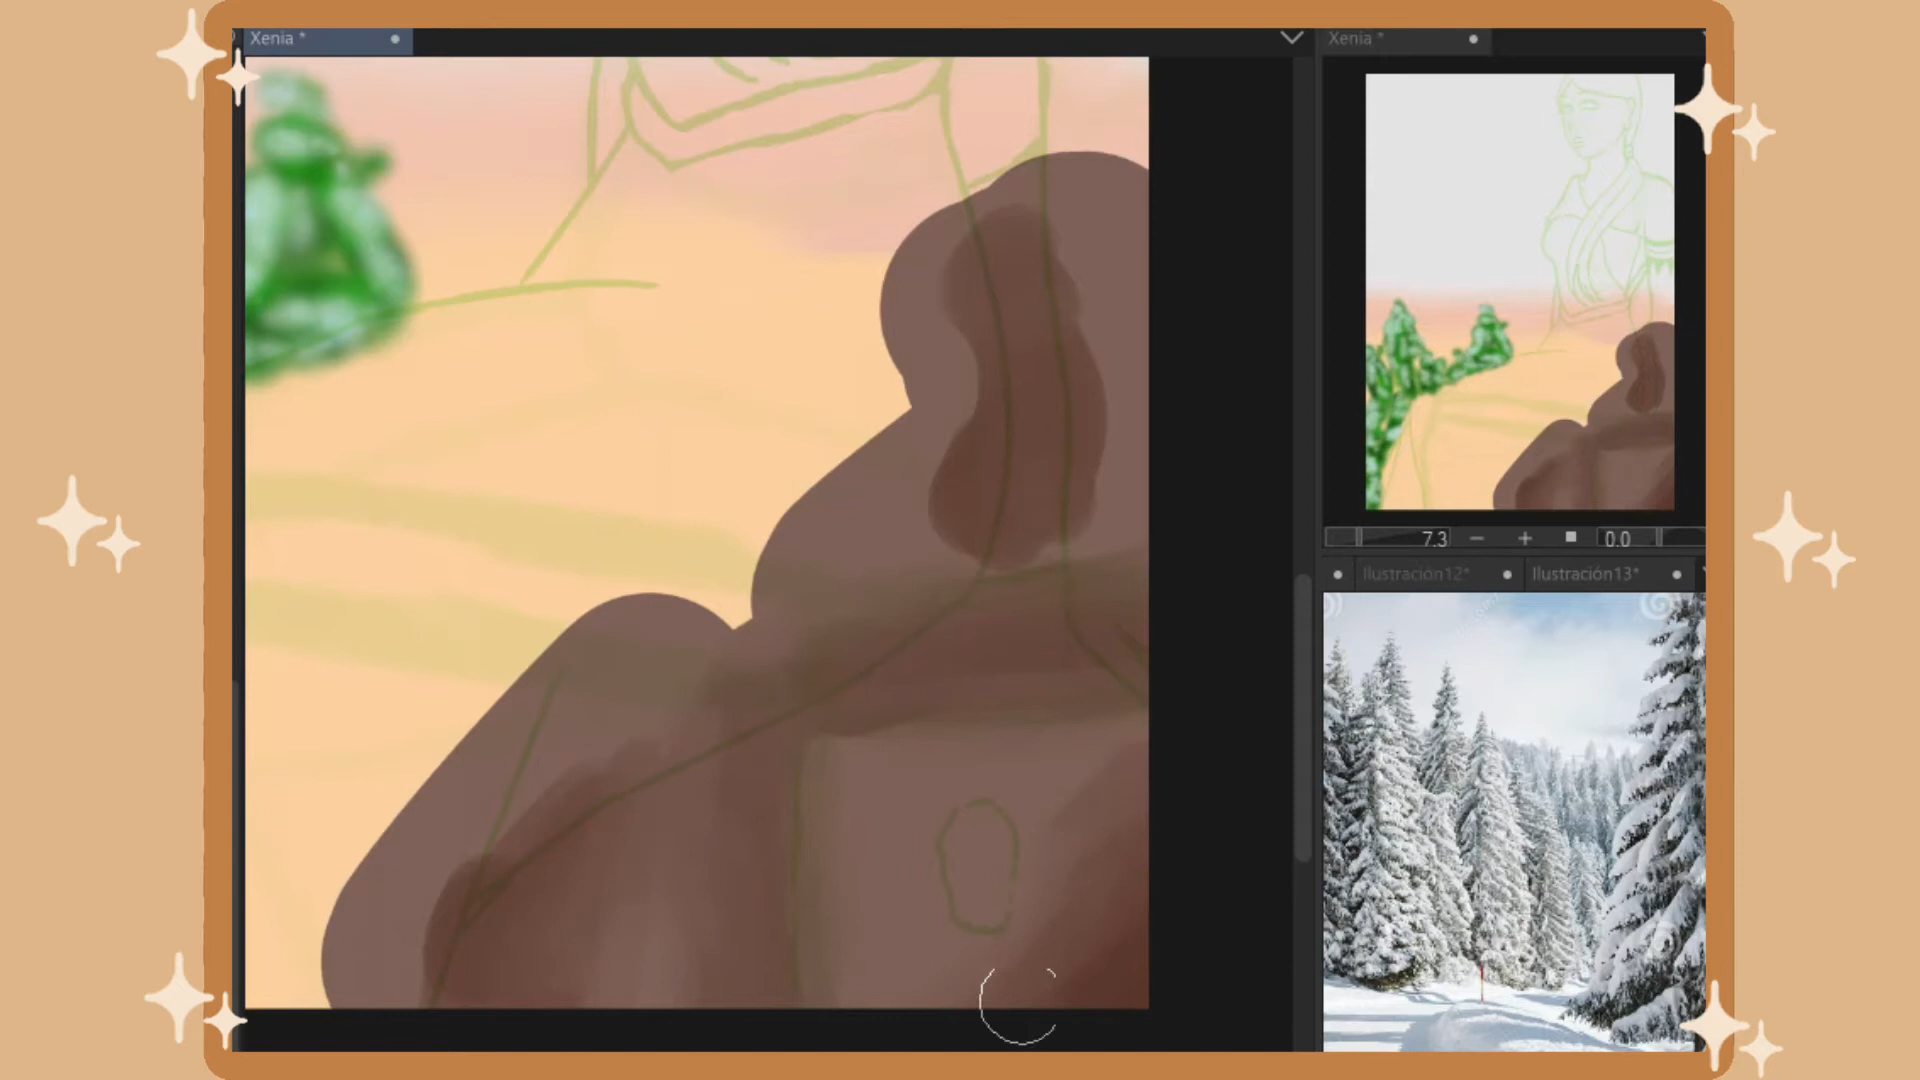 Xenia *
Xenia *
7.3
0.0
Ilustración12*
Ilustración13*